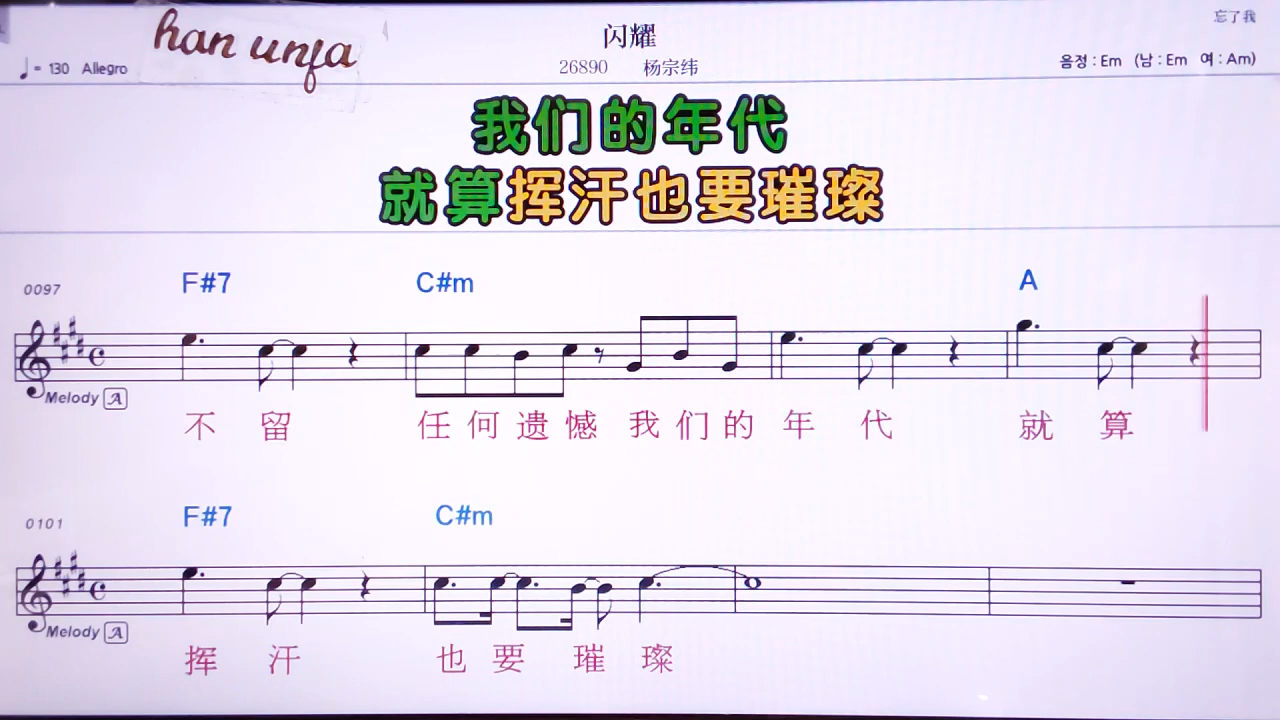 忘了我
han unfa
闪耀
♩= 130 Allegro
26890 杨宗纬
음정 : Em (남 : Em 여 : Am)
我们的年代
就算挥汗也要璀璨
0097
F#7 C#m A
Melody A
不 留 任 何 遗 憾 我 们 的 年 代 就 算
0101
F#7 C#m
Melody A
挥 汗 也 要 璀 璨